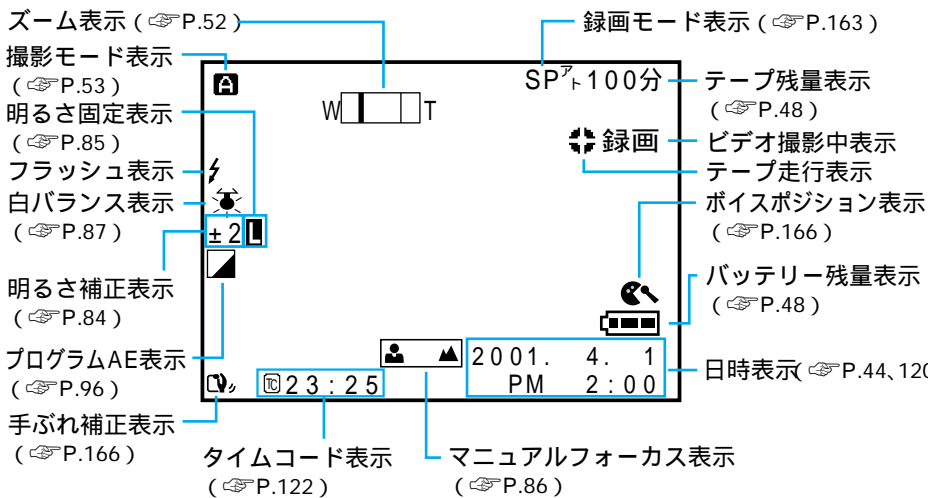 ズーム表示(☞P.52)
録画モード表示(☞P.163)
撮影モード表示
(☞P.53)
明るさ固定表示
(☞P.85)
フラッシュ表示
白バランス表示
(☞P.87)
明るさ補正表示
(☞P.84)
プログラムAE表示
(☞P.96)
手ぶれ補正表示
(☞P.166)
A
W T
SPアト100分
録画
±2 L
TC 23:25
2001. 4. 1
PM 2:00
テープ残量表示
(☞P.48)
ビデオ撮影中表示
テープ走行表示
ボイスポジション表示
(☞P.166)
バッテリー残量表示
(☞P.48)
日時表示(☞P.44、120
タイムコード表示
(☞P.122)
マニュアルフォーカス表示
(☞P.86)